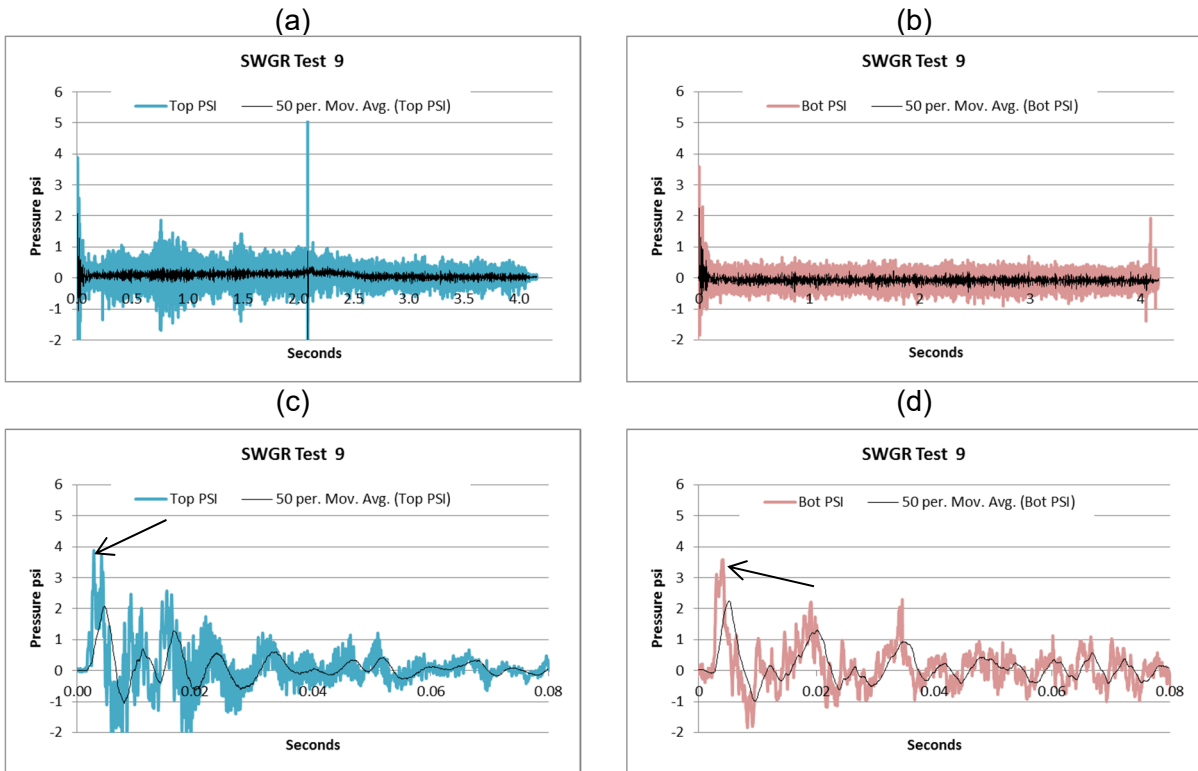 (a)
SWGR Test 9
Top PSI 50 per. Mov. Avg. (Top PSI)
6
5
4
3
2
1
0
-1
-2
Pressure psi
0.0 0.5 1.0 1.5 2.0 2.5 3.0 3.5 4.0
Seconds
(b)
SWGR Test 9
Bot PSI 50 per. Mov. Avg. (Bot PSI)
6
5
4
3
2
1
0
-1
-2
Pressure psi
0 1 2 3 4
Seconds
(c)
SWGR Test 9
Top PSI 50 per. Mov. Avg. (Top PSI)
6
5
4
3
2
1
0
-1
-2
Pressure psi
0.00 0.02 0.04 0.06 0.08
Seconds
(d)
SWGR Test 9
Bot PSI 50 per. Mov. Avg. (Bot PSI)
6
5
4
3
2
1
0
-1
-2
Pressure psi
0 0.02 0.04 0.06 0.08
Seconds